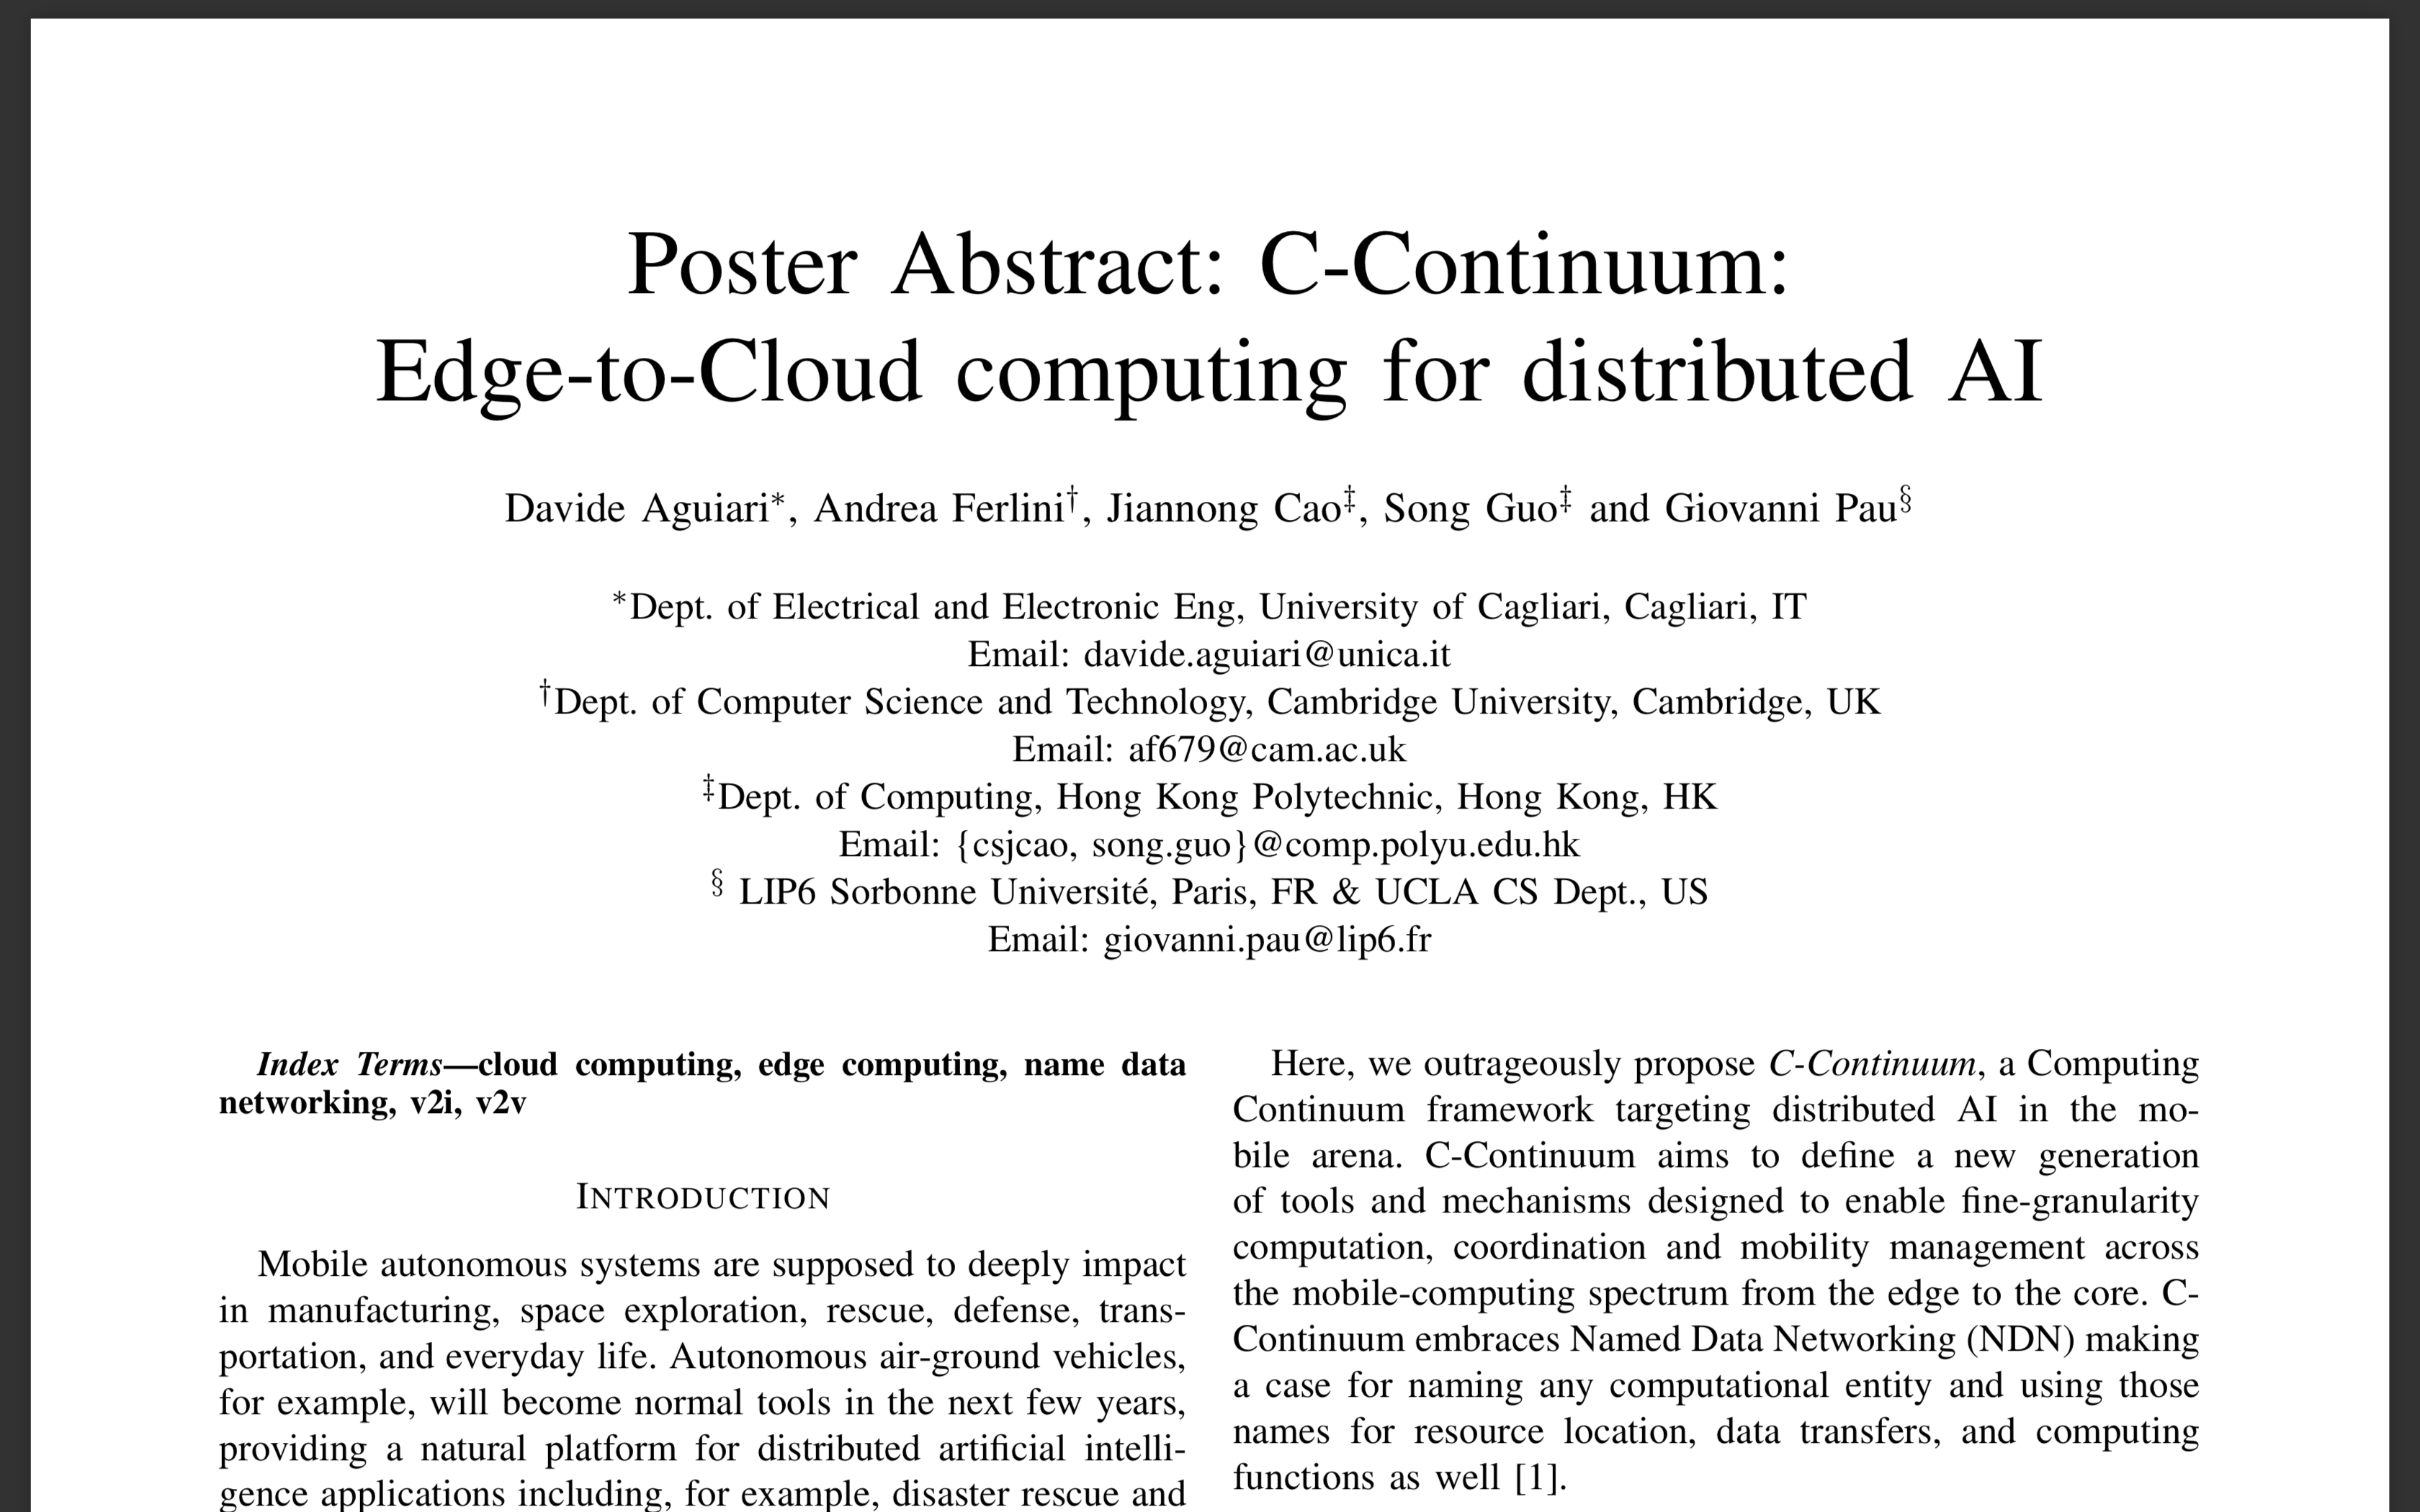 Poster Abstract: C-Continuum:
Edge-to-Cloud computing for distributed AI
Davide Aguiari*, Andrea Ferlini†, Jiannong Cao‡, Song Guo‡ and Giovanni Pau§
*Dept. of Electrical and Electronic Eng, University of Cagliari, Cagliari, IT
Email: davide.aguiari@unica.it
†Dept. of Computer Science and Technology, Cambridge University, Cambridge, UK
Email: af679@cam.ac.uk
‡Dept. of Computing, Hong Kong Polytechnic, Hong Kong, HK
Email: {csjcao, song.guo}@comp.polyu.edu.hk
§ LIP6 Sorbonne Université, Paris, FR & UCLA CS Dept., US
Email: giovanni.pau@lip6.fr
Index Terms—cloud computing, edge computing, name data
networking, v2i, v2v
INTRODUCTION
Mobile autonomous systems are supposed to deeply impact
in manufacturing, space exploration, rescue, defense, trans-
portation, and everyday life. Autonomous air-ground vehicles,
for example, will become normal tools in the next few years,
providing a natural platform for distributed artificial intelli-
gence applications including, for example, disaster rescue and
Here, we outrageously propose C-Continuum, a Computing
Continuum framework targeting distributed AI in the mo-
bile arena. C-Continuum aims to define a new generation
of tools and mechanisms designed to enable fine-granularity
computation, coordination and mobility management across
the mobile-computing spectrum from the edge to the core. C-
Continuum embraces Named Data Networking (NDN) making
a case for naming any computational entity and using those
names for resource location, data transfers, and computing
functions as well [1].